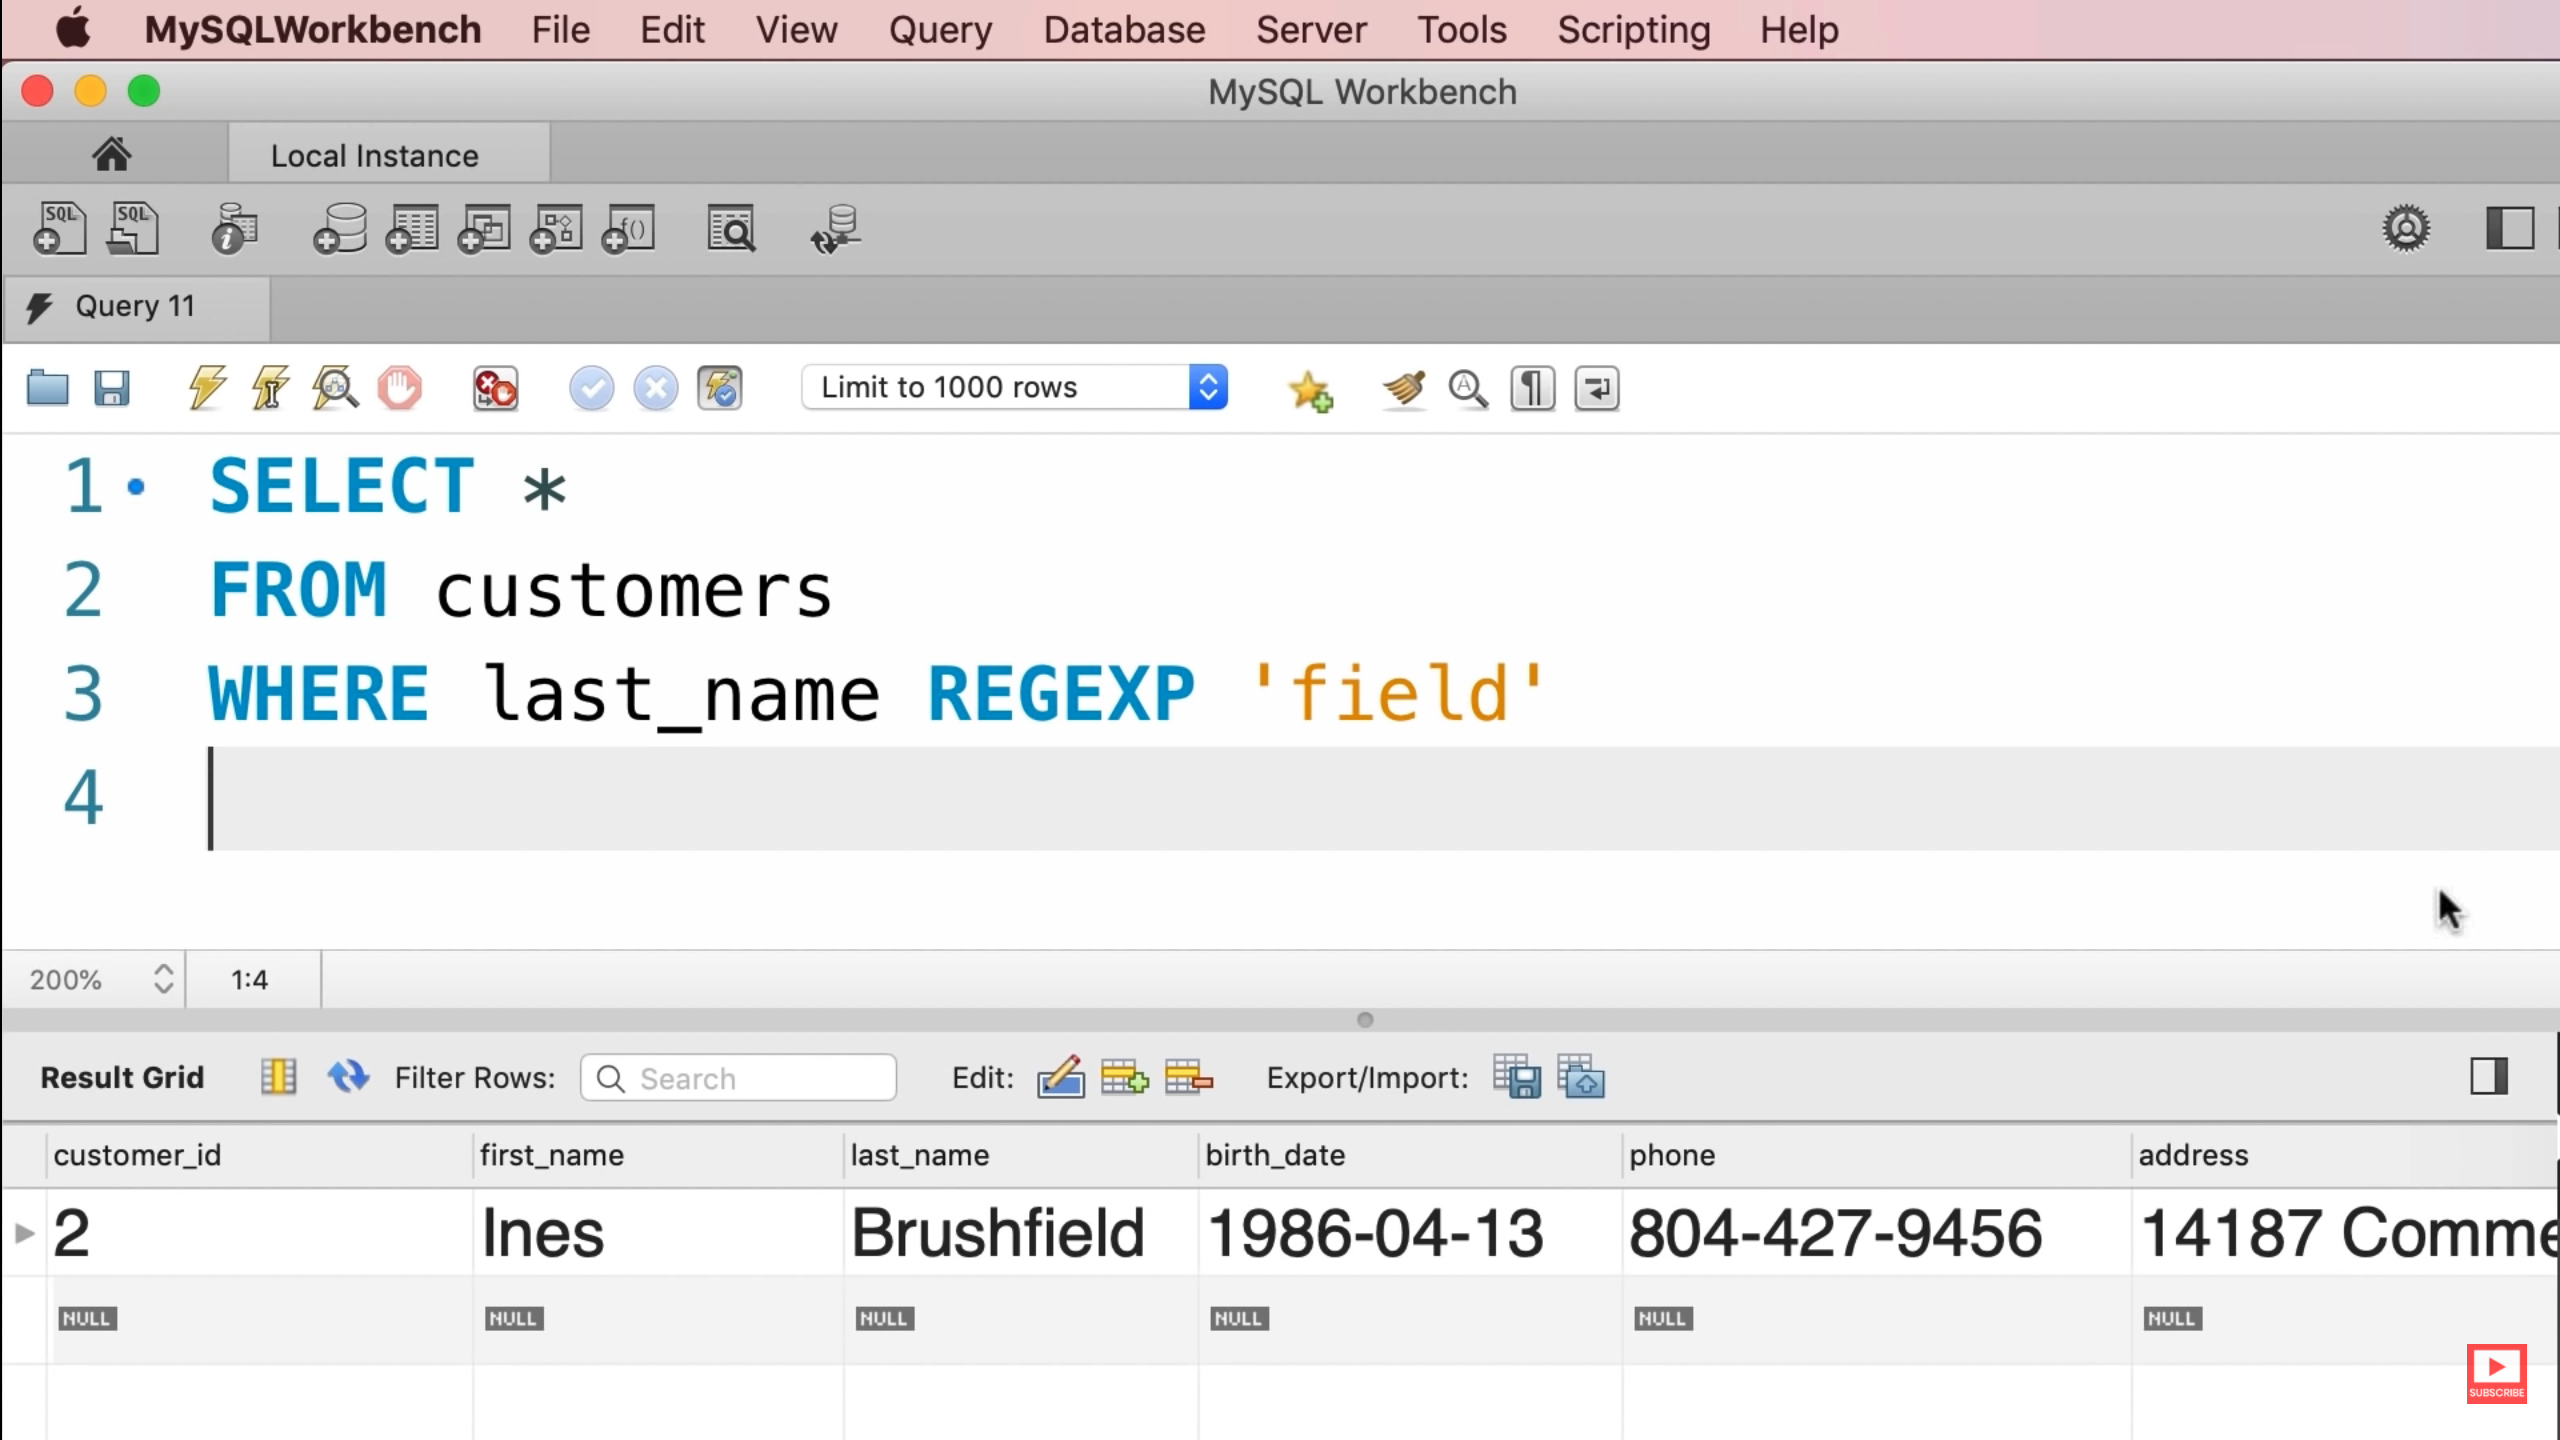 MySQLWorkbench File Edit View Query Database Server Tools Scripting Help
MySQL Workbench
Local Instance
SQL SQL f()
Query 11
Limit to 1000 rows
1 SELECT *
2 FROM customers
3 WHERE last_name REGEXP 'field'
4
200% 1:4
Result Grid Filter Rows: Search Edit: Export/Import:
customer_id first_name last_name birth_date phone address
2 Ines Brushfield 1986-04-13 804-427-9456 14187 Comme
NULL NULL NULL NULL NULL NULL
SUBSCRIBE